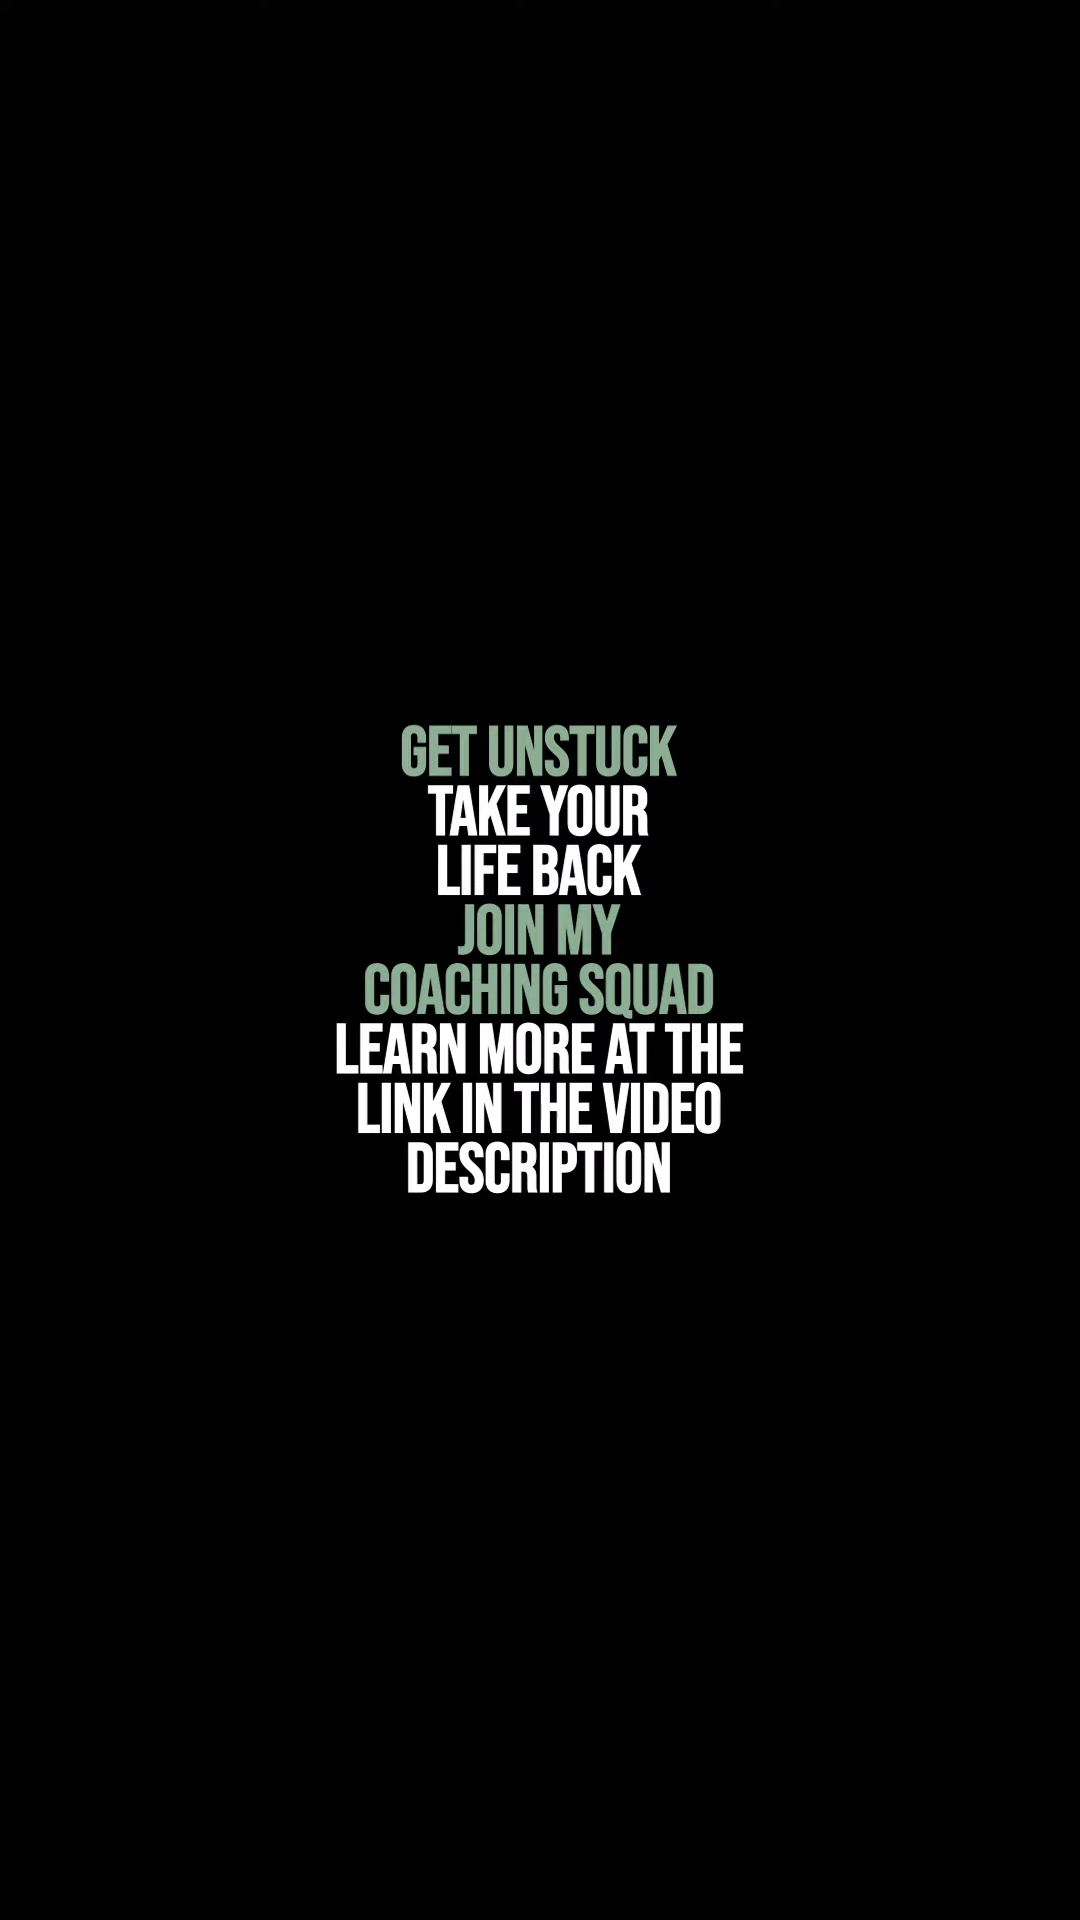 GET UNSTUCK
TAKE YOUR
LIFE BACK
JOIN MY
COACHING SQUAD
LEARN MORE AT THE
LINK IN THE VIDEO
DESCRIPTION